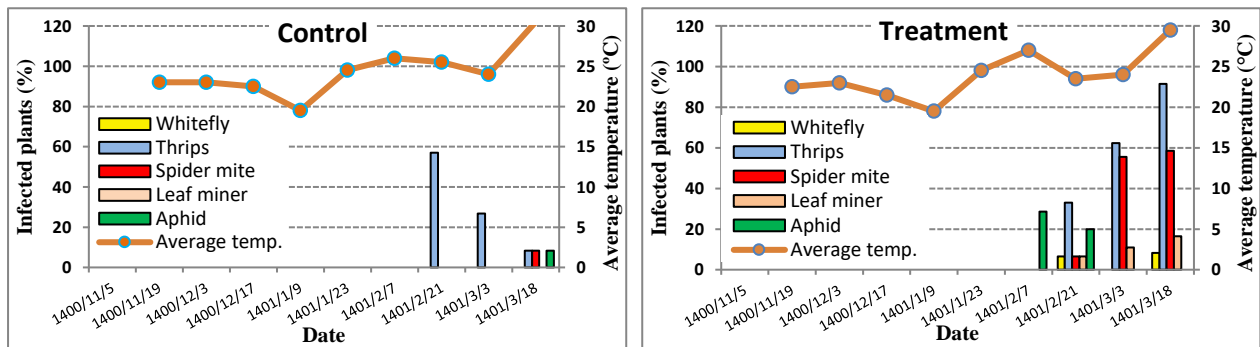 Control
Infected plants (%)
120
100
80
60
40
20
0
Whitefly
Thrips
Spider mite
Leaf miner
Aphid
Average temp.
30
25
20
15
10
5
0
Average temperature (°C)
1400/11/5
1400/11/19
1400/12/3
1400/12/17
1401/1/9
1401/1/23
1401/2/7
1401/2/21
1401/3/3
1401/3/18
Date
Treatment
Infected plants (%)
120
100
80
60
40
20
0
Whitefly
Thrips
Spider mite
Leaf miner
Aphid
Average temp.
30
25
20
15
10
5
0
Average temperature (°C)
1400/11/5
1400/11/19
1400/12/3
1400/12/17
1401/1/9
1401/1/23
1401/2/7
1401/2/21
1401/3/3
1401/3/18
Date